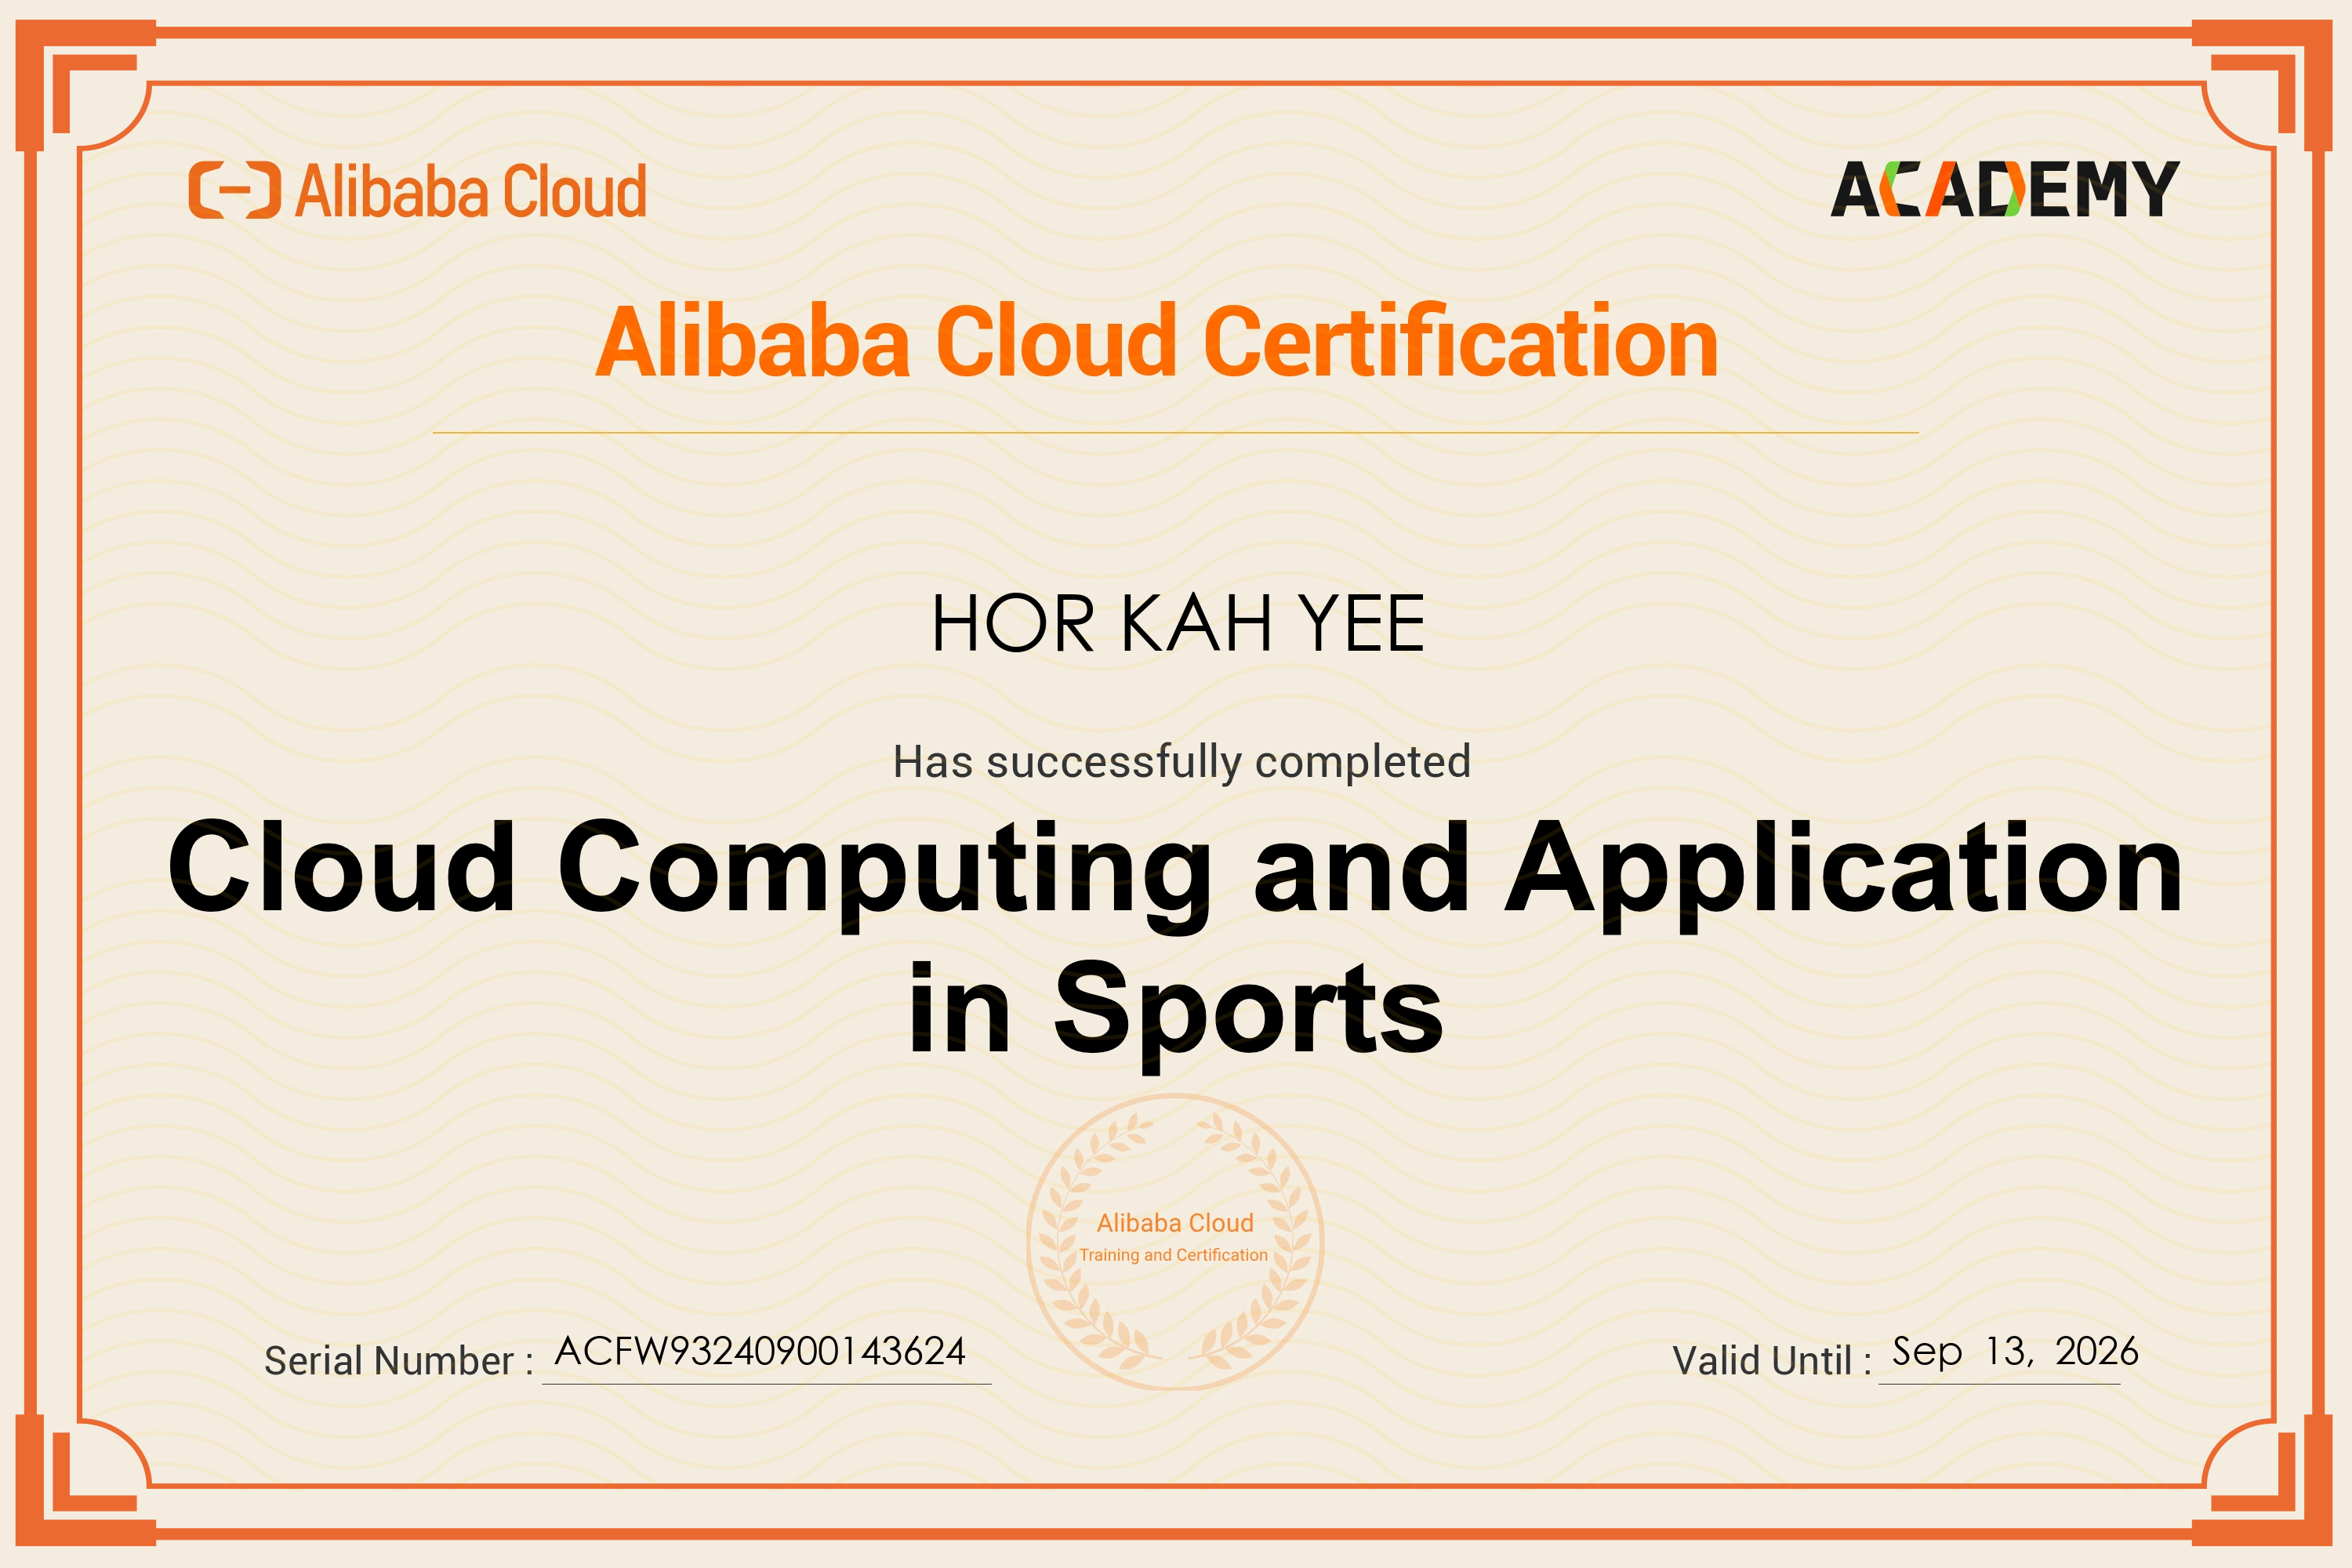 Alibaba Cloud
ACADEMY
Alibaba Cloud Certification
HOR KAH YEE
Has successfully completed
Cloud Computing and Application
in Sports
Alibaba Cloud
Training and Certification
Serial Number : ACFW93240900143624
Valid Until : Sep 13, 2026